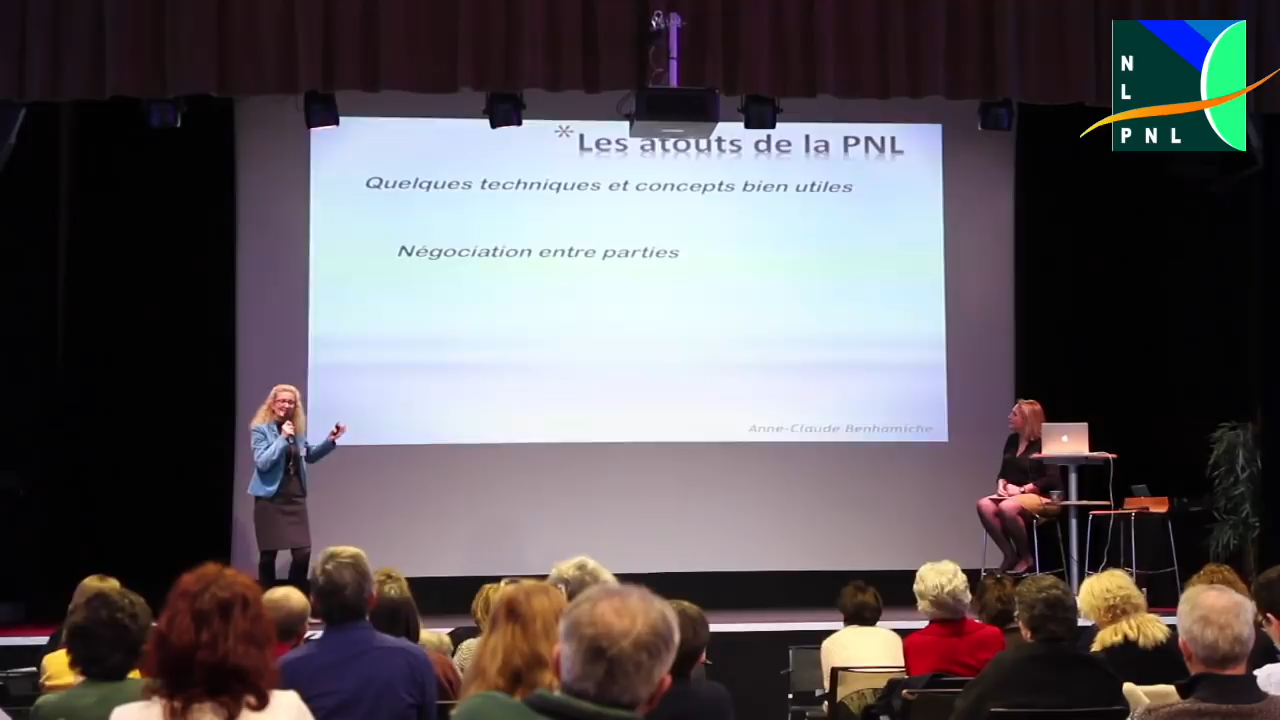 * Les atouts de la PNL
Quelques techniques et concepts bien utiles
Négociation entre parties
Anne-Claude Benhamiche
N
L
PNL